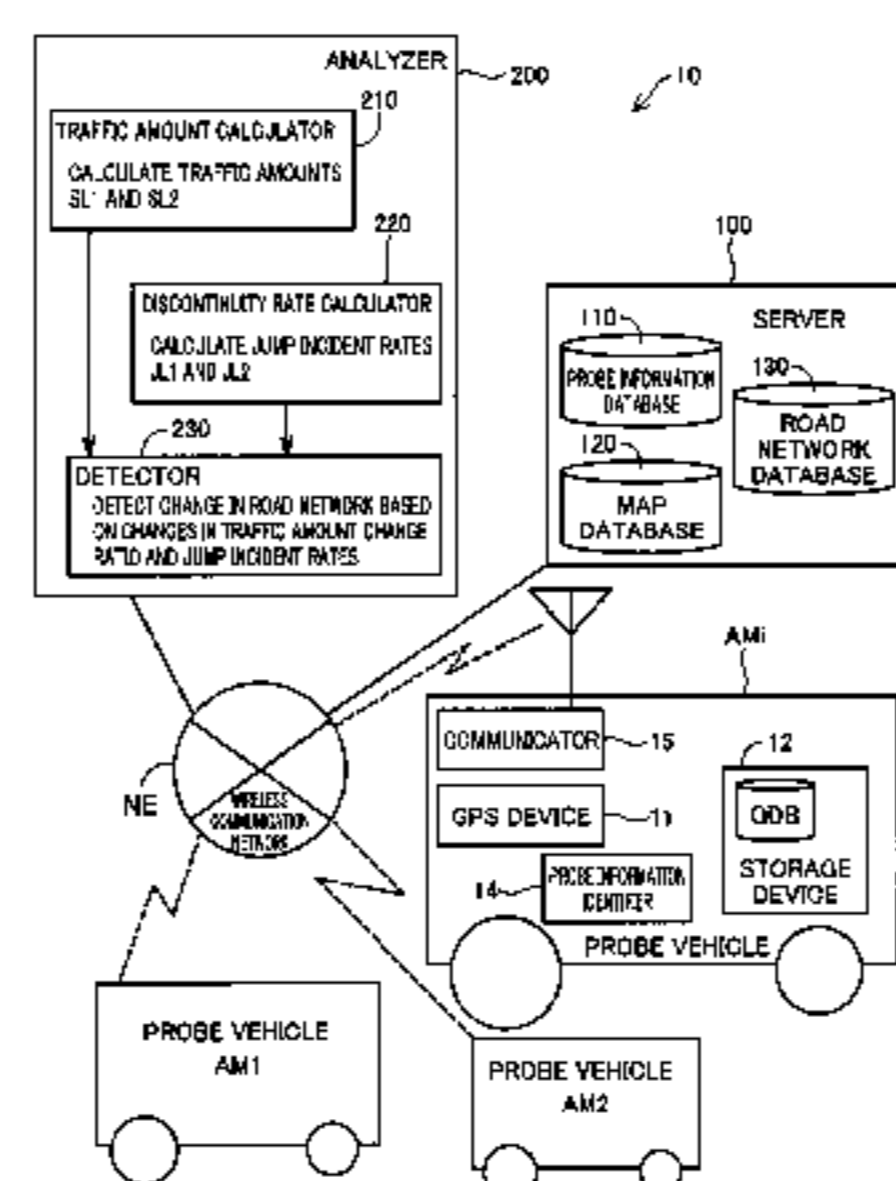 ANALYZER
200
10
210
TRAFFIC AMOUNT CALCULATOR
CALCULATE TRAFFIC AMOUNTS
SL1 AND SL2
220
DISCONTINUITY RATE CALCULATOR
CALCULATE JUMP INCIDENT RATES
JL1 AND JL2
230
DETECTOR
DETECT CHANGE IN ROAD NETWORK BASED
ON CHANGES IN TRAFFIC AMOUNT CHANGE
RATIO AND JUMP INCIDENT RATES.
100
SERVER
110
PROBE INFORMATION
DATABASE
130
ROAD
NETWORK
DATABASE
120
MAP
DATABASE
AMi
COMMUNICATOR
15
12
GPS DEVICE
11
ODB
STORAGE
DEVICE
14
PROBE INFORMATION
IDENTIFIER
PROBE VEHICLE
NE
WIRELESS
COMMUNICATION
NETWORK
PROBE VEHICLE
AM1
PROBE VEHICLE
AM2